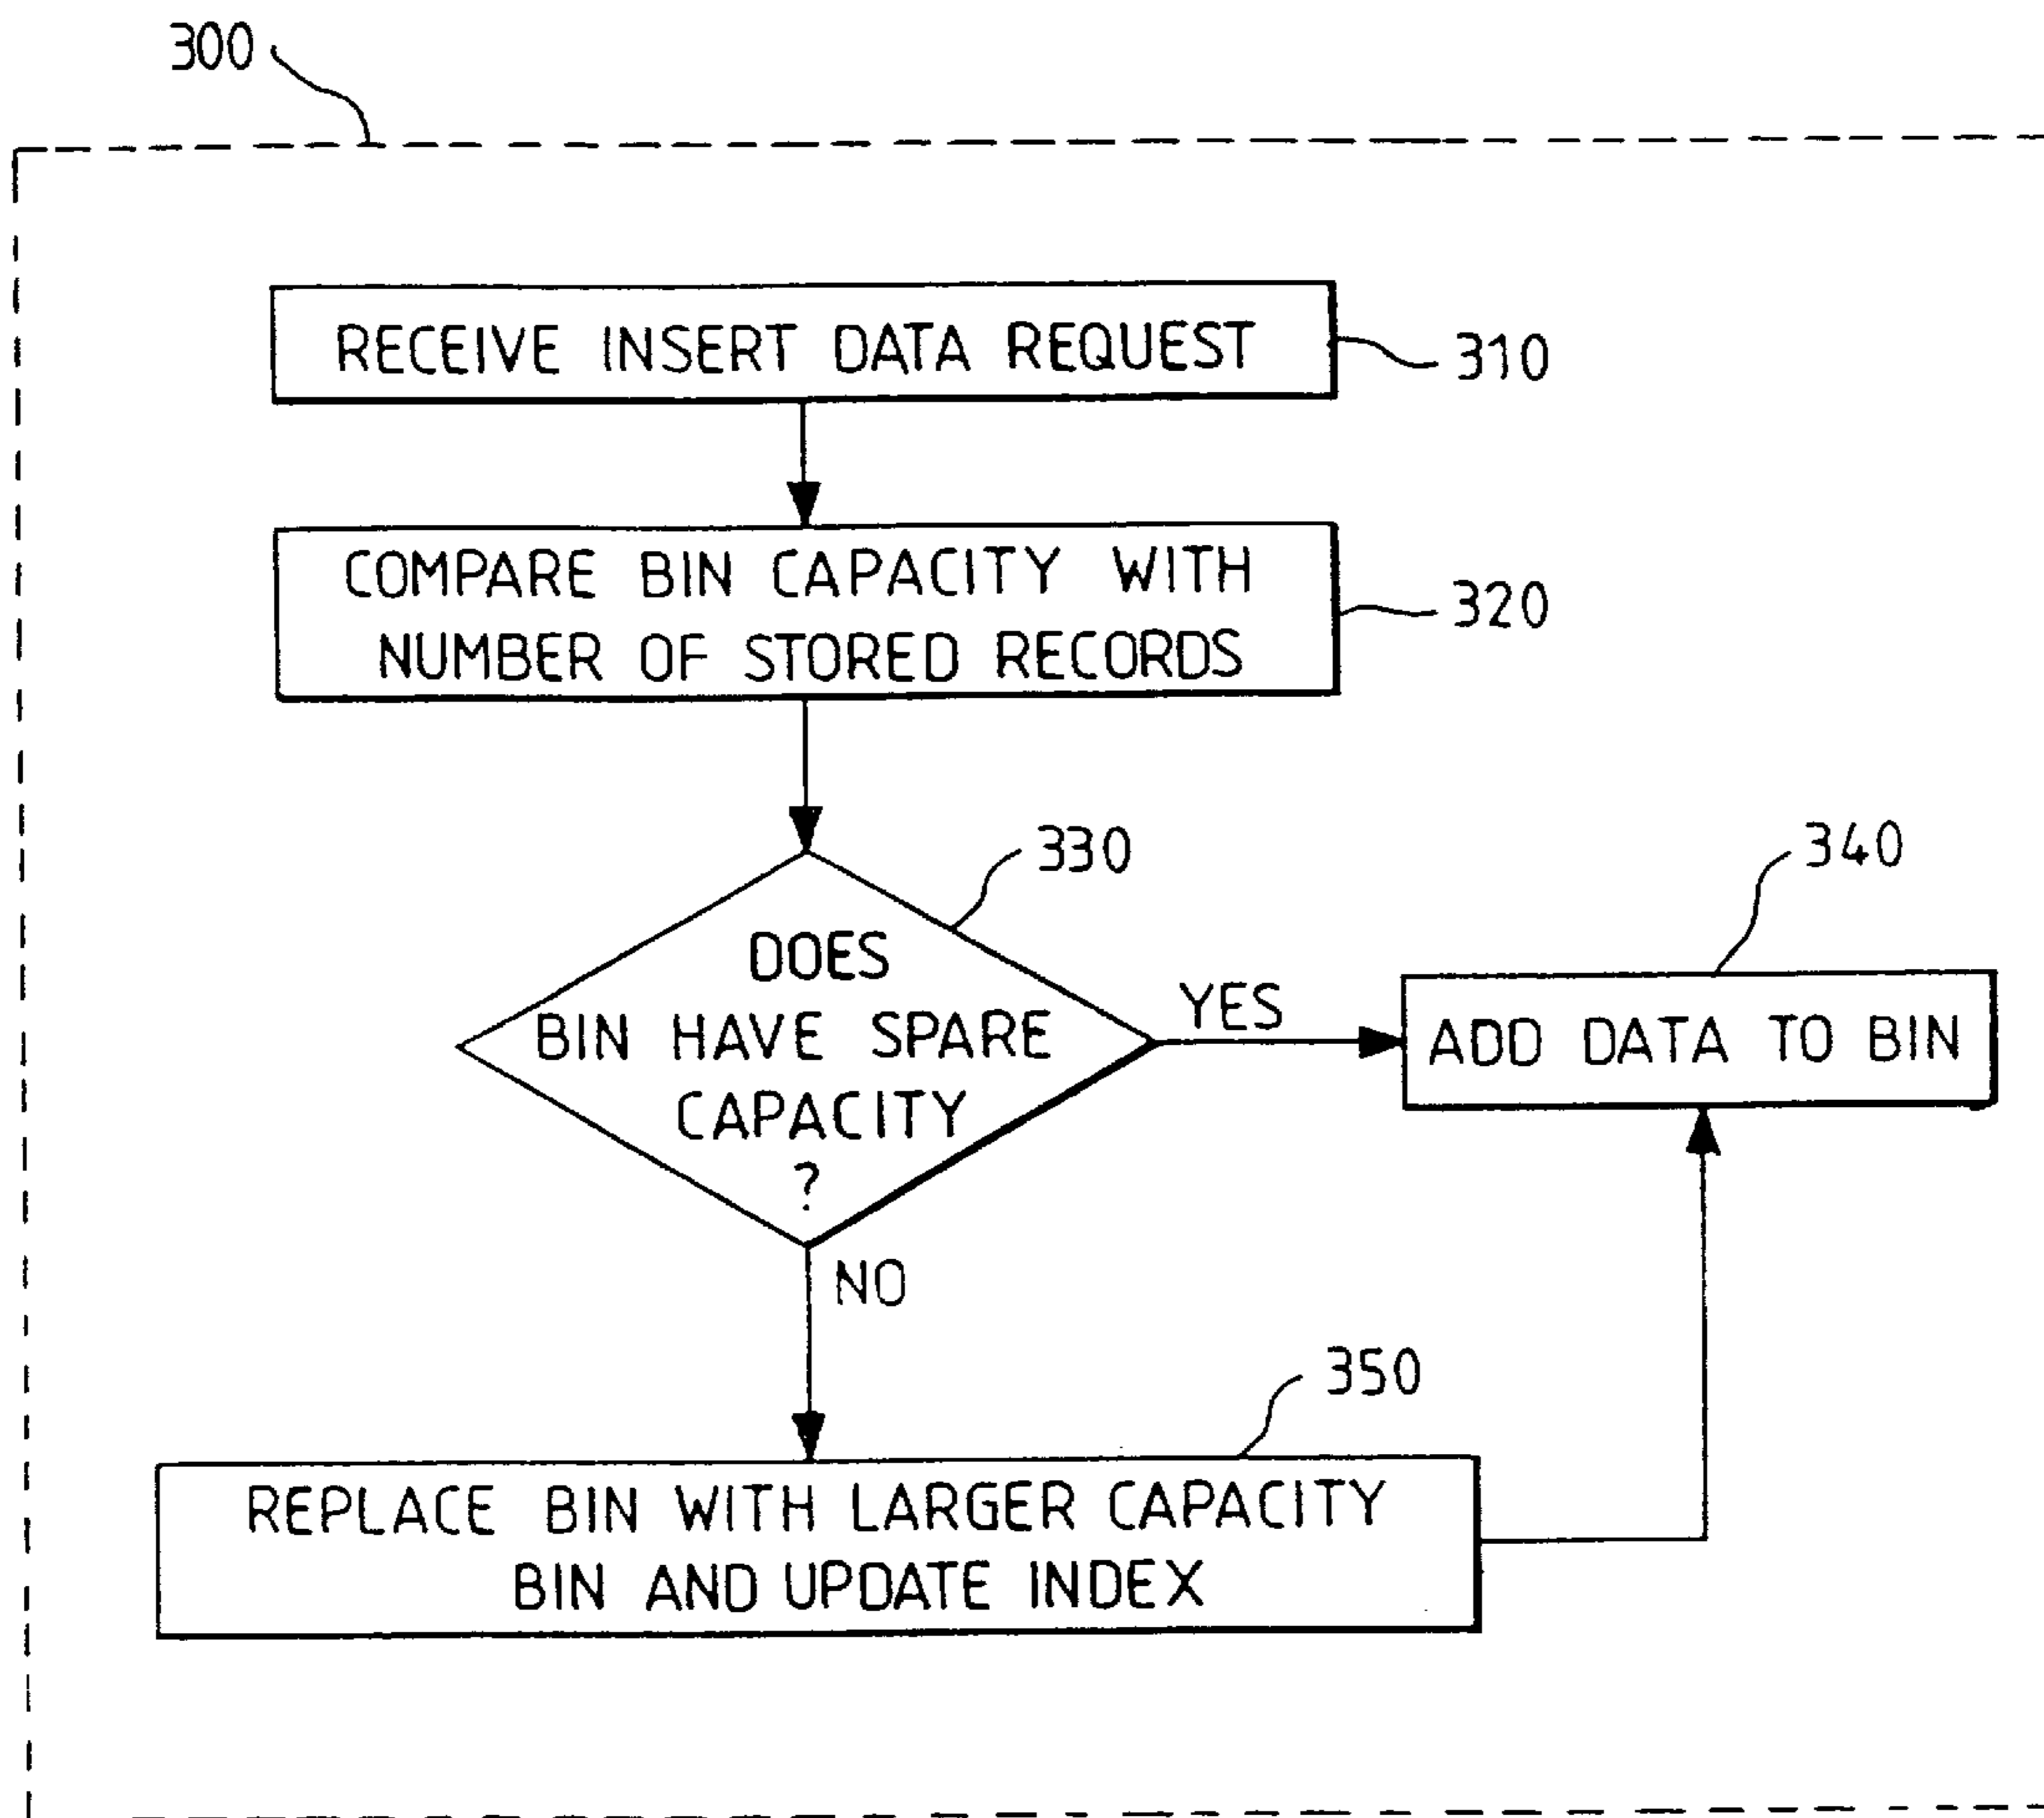 300
RECEIVE INSERT DATA REQUEST
310
COMPARE BIN CAPACITY WITH
NUMBER OF STORED RECORDS
320
330
DOES
BIN HAVE SPARE
CAPACITY
?
YES
340
ADD DATA TO BIN
NO
350
REPLACE BIN WITH LARGER CAPACITY
BIN AND UPDATE INDEX